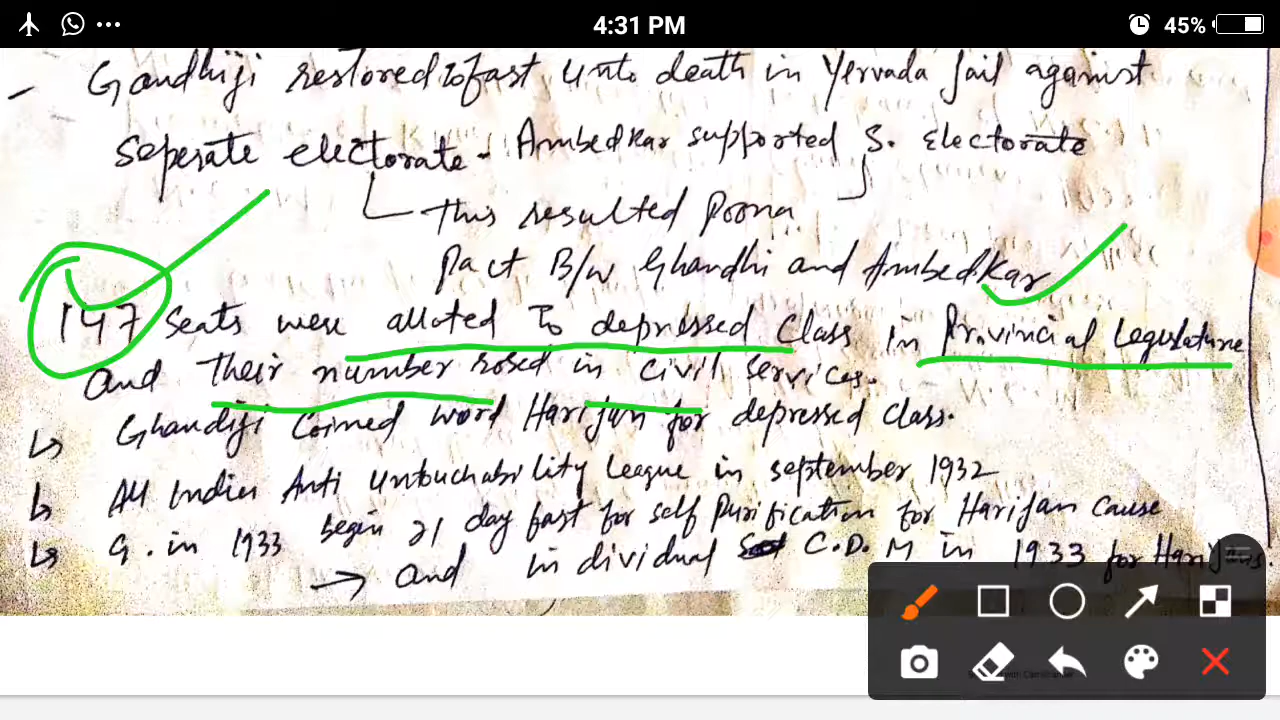 4:31 PM
45%
- Gandhiji restored to fast unto death in Yervada Jail against
Seperate electorate - Ambedkar supported S. Electorate
This resulted Poona
Pact B/w Ghandhi and Ambedkar
147 Seats were alloted to depressed Class in Provincial Legislature
And their number rosed in civil services.
↳ Ghandiji Coined word Harijan for depressed class.
↳ All India Anti Untouchability League in september 1932
↳ G. in 1933 begin 21 day fast for self Purification for Harijan Cause
→ And individual C.D.M in 1933 for Harijans.